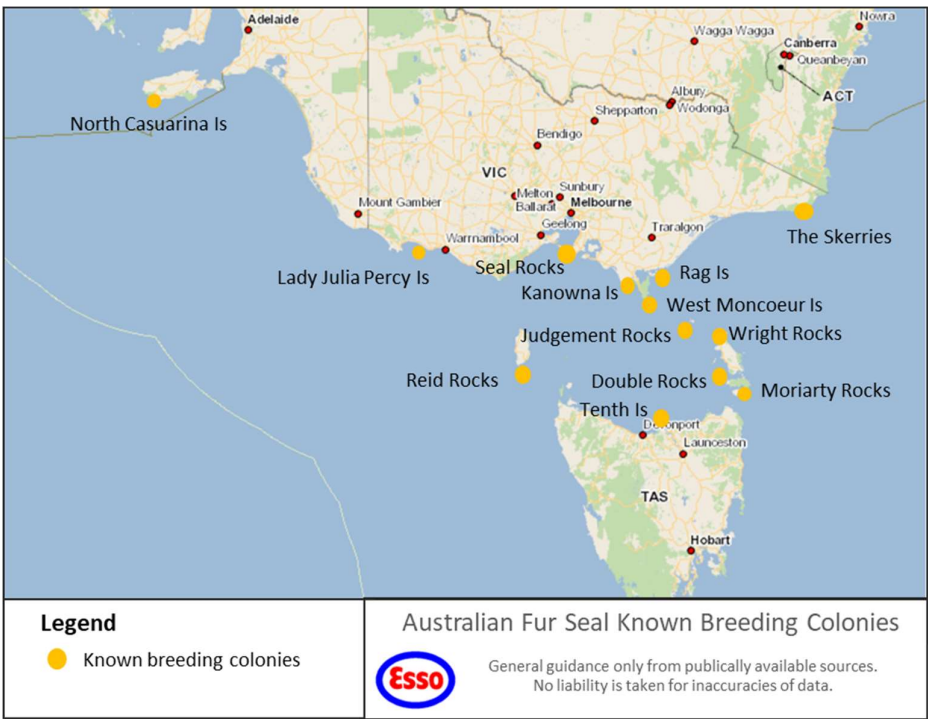 Adelaide
Nowra
Wagga Wagga
Canberra
Queanbeyan
ACT
North Casuarina Is
Albury
Wodonga
Shepparton
Bendigo
VIC
Sunbury
Melton
Ballarat
Melbourne
Mount Gambier
Geelong
Traralgon
Warrnambool
The Skerries
Lady Julia Percy Is
Seal Rocks
Rag Is
Kanowna Is
West Moncoeur Is
Judgement Rocks
Wright Rocks
Reid Rocks
Double Rocks
Moriarty Rocks
Tenth Is
Devonport
Launceston
TAS
Hobart
Legend
Known breeding colonies
Australian Fur Seal Known Breeding Colonies
Esso
General guidance only from publically available sources.
No liability is taken for inaccuracies of data.